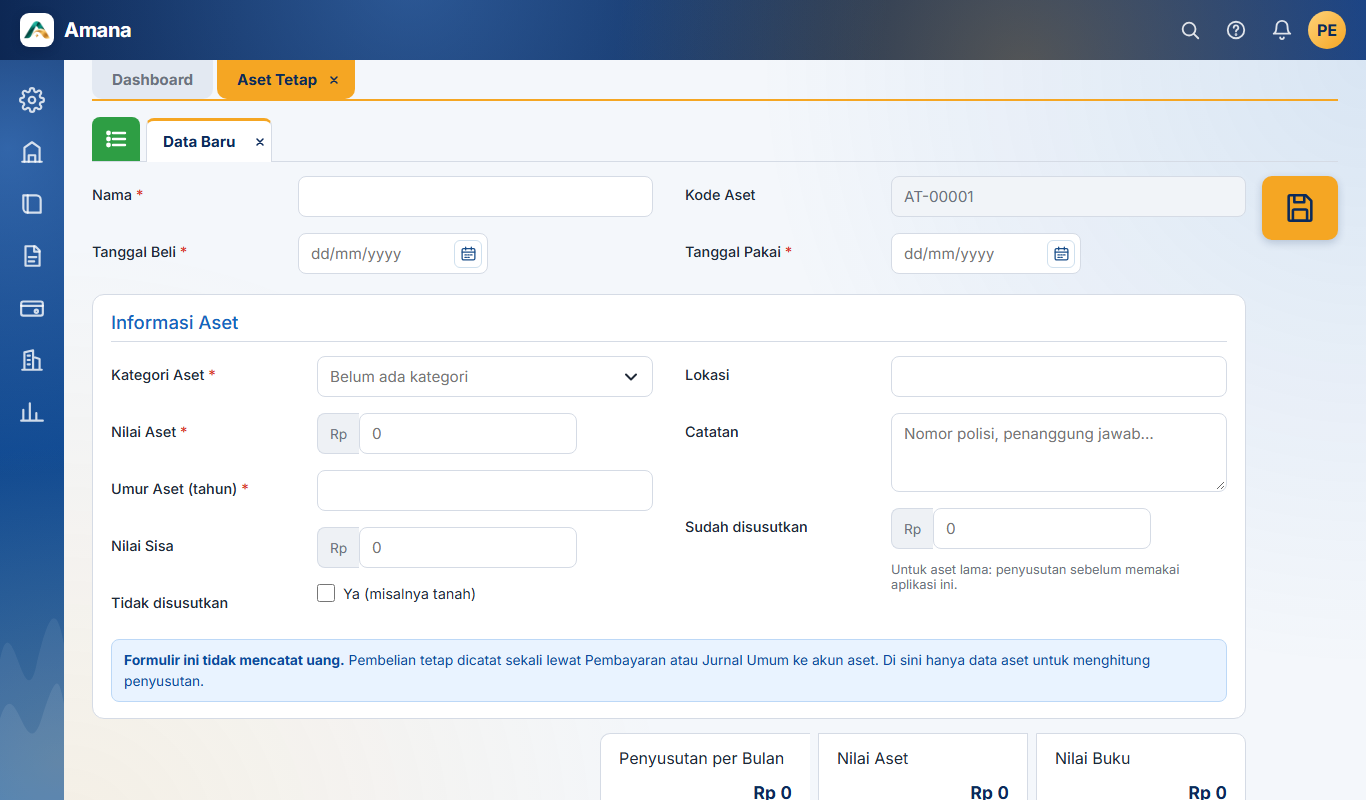 Amana
PE
Dashboard
Aset Tetap ×
Data Baru ×
Nama *
Kode Aset
AT-00001
Tanggal Beli *
dd/mm/yyyy
Tanggal Pakai *
dd/mm/yyyy
Informasi Aset
Kategori Aset *
Belum ada kategori
Lokasi
Nilai Aset *
Rp 0
Catatan
Nomor polisi, penanggung jawab...
Umur Aset (tahun) *
Sudah disusutkan
Rp 0
Nilai Sisa
Rp 0
Untuk aset lama: penyusutan sebelum memakai
aplikasi ini.
Tidak disusutkan
Ya (misalnya tanah)
Formulir ini tidak mencatat uang. Pembelian tetap dicatat sekali lewat Pembayaran atau Jurnal Umum ke akun aset. Di sini hanya data aset untuk menghitung
penyusutan.
Penyusutan per Bulan
Rp 0
Nilai Aset
Rp 0
Nilai Buku
Rp 0